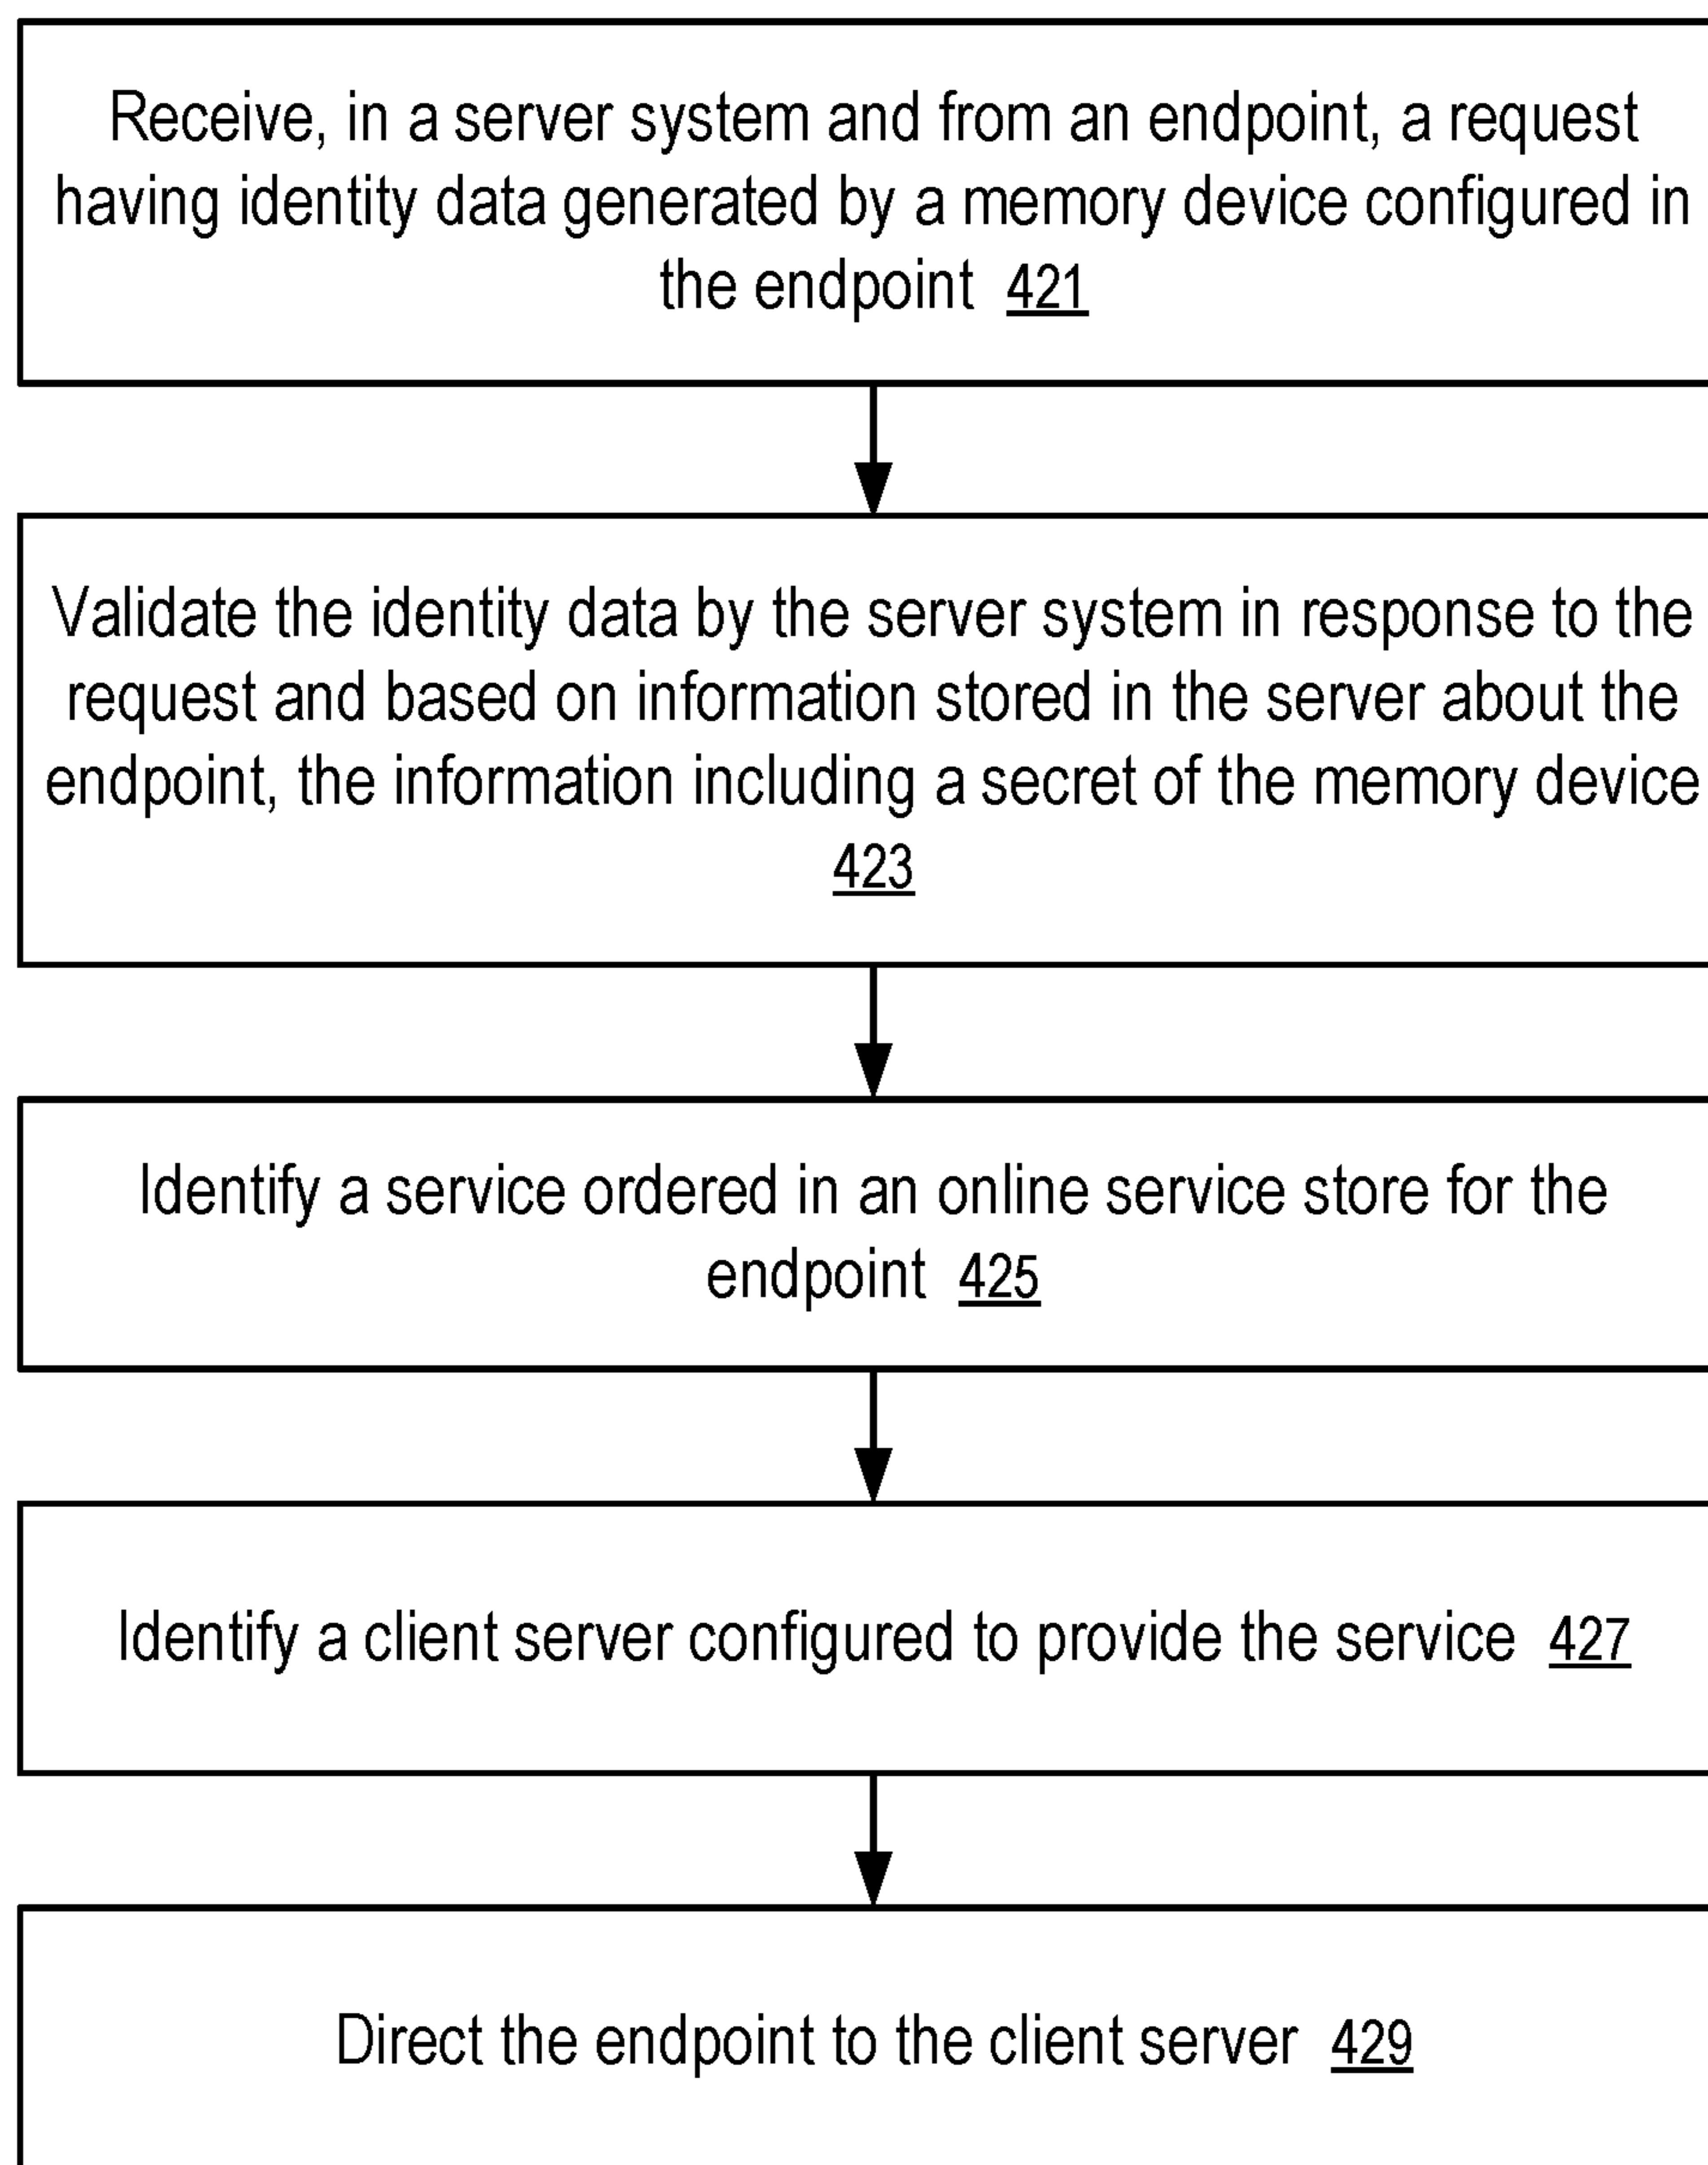 Receive, in a server system and from an endpoint, a request
having identity data generated by a memory device configured in
the endpoint 421
Validate the identity data by the server system in response to the
request and based on information stored in the server about the
endpoint, the information including a secret of the memory device
423
Identify a service ordered in an online service store for the
endpoint 425
Identify a client server configured to provide the service 427
Direct the endpoint to the client server 429